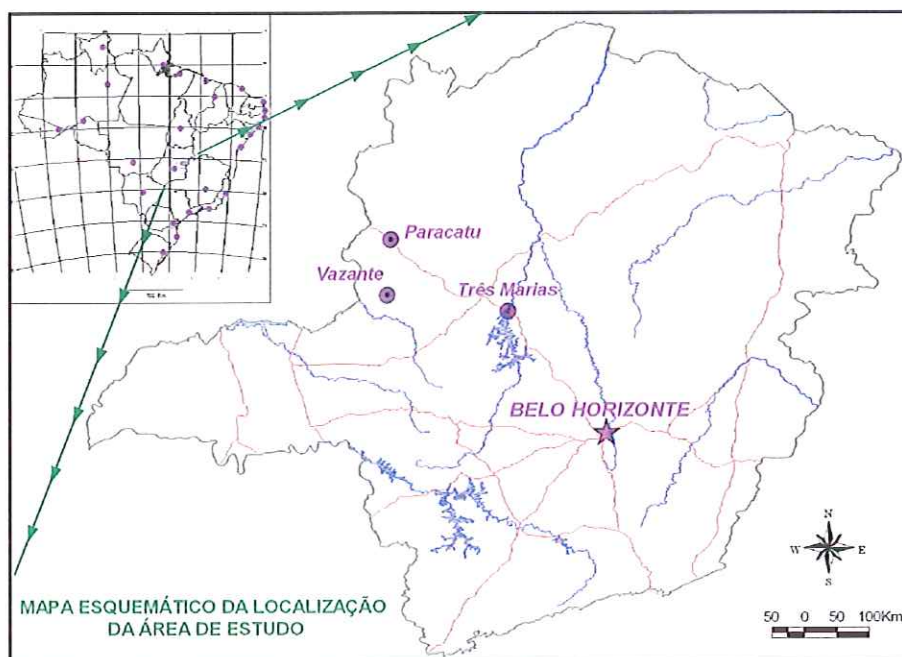 Paracatu
Vazante
Três Marias
BELO HORIZONTE
N
W E
S
MAPA ESQUEMÁTICO DA LOCALIZAÇÃO
DA ÁREA DE ESTUDO
50 0 50 100Km